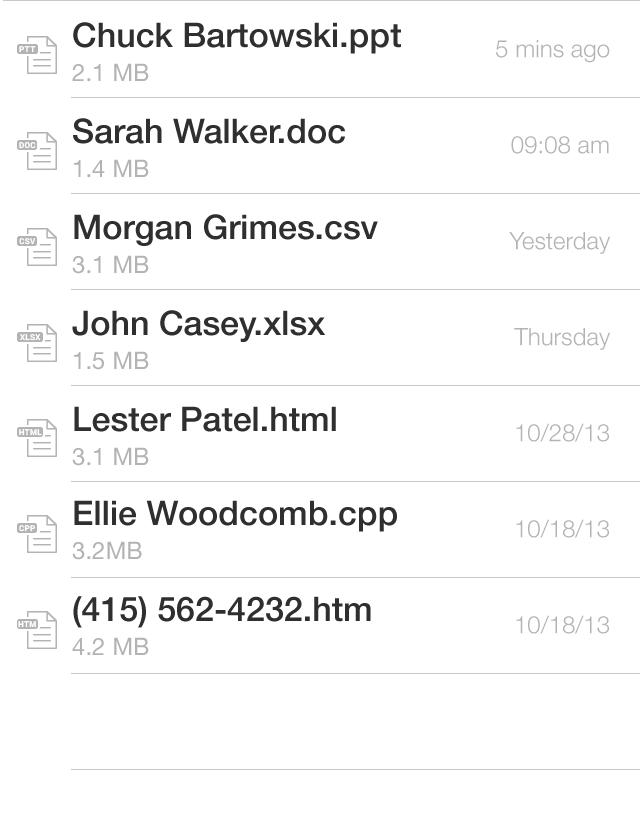 Chuck Bartowski.ppt
5 mins ago
PTT
2.1 MB
Sarah Walker.doc
09:08 am
DOC
1.4 MB
Morgan Grimes.csv
Yesterday
CSV
3.1 MB
John Casey.xlsx
Thursday
XLSX
1.5 MB
Lester Patel.html
10/28/13
HTML
3.1 MB
Ellie Woodcomb.cpp
10/18/13
CPP
3.2MB
(415) 562-4232.htm
10/18/13
HTM
4.2 MB